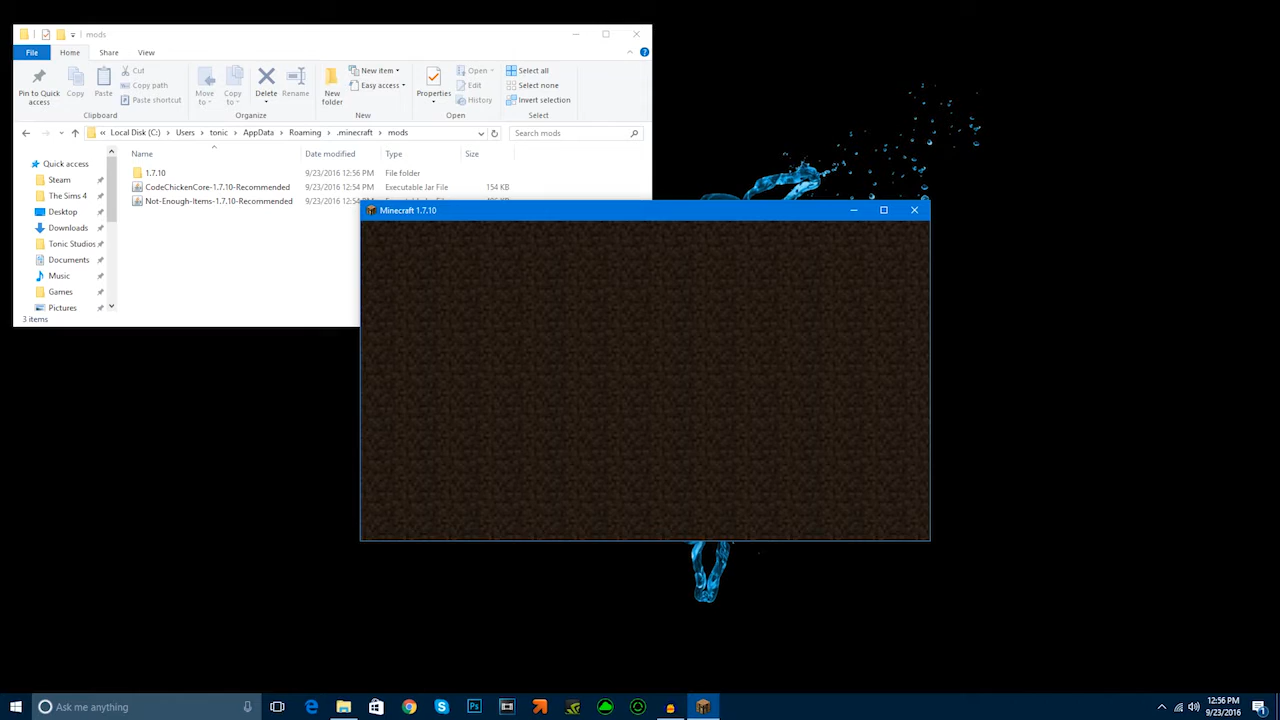 mods
File Home Share View
Pin to Quick access
Copy
Paste
Cut
Copy path
Paste shortcut
Clipboard
Move to
Copy to
Delete
Rename
Organize
New folder
New item
Easy access
New
Properties
Open
Edit
History
Open
Select all
Select none
Invert selection
Select
« Local Disk (C:) › Users › tonic › AppData › Roaming › .minecraft › mods
Search mods
Name Date modified Type Size
Quick access
Steam
The Sims 4
Desktop
Downloads
Tonic Studios
Documents
Music
Games
Pictures
1.7.10 9/23/2016 12:56 PM File folder
CodeChickenCore-1.7.10-Recommended 9/23/2016 12:54 PM Executable Jar File 154 KB
Not-Enough-Items-1.7.10-Recommended
3 items
Minecraft 1.7.10
Ask me anything
Ps
12:56 PM
9/23/2016
1